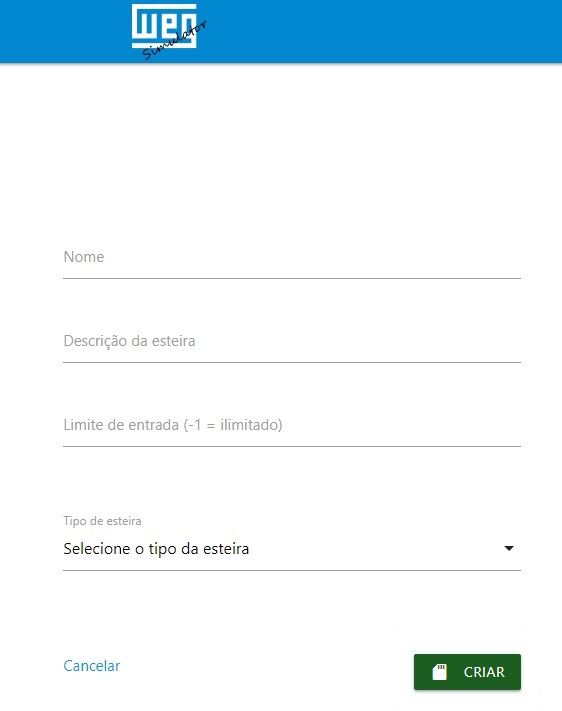 weg
Simulator
Nome
Descrição da esteira
Limite de entrada (-1 = ilimitado)
Tipo de esteira
Selecione o tipo da esteira
Cancelar
CRIAR